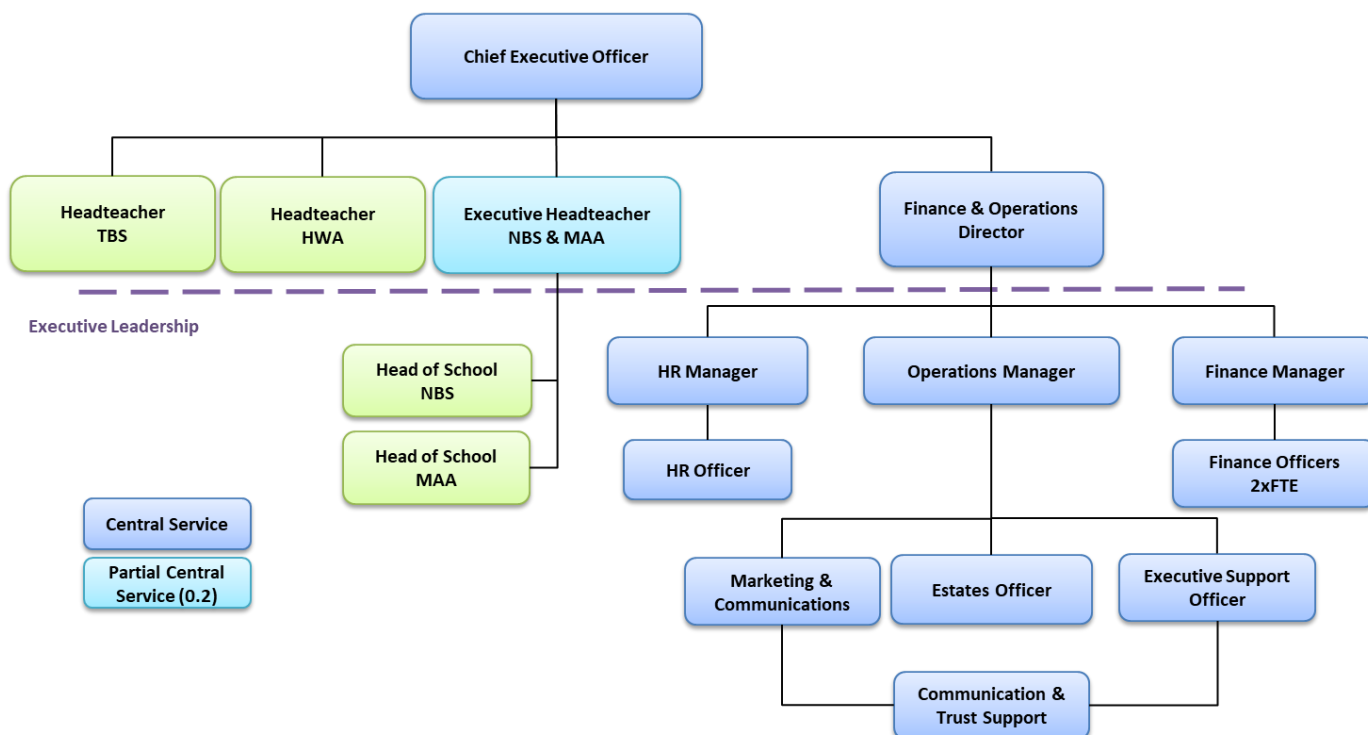 Chief Executive Officer
Headteacher
TBS
Headteacher
HWA
Executive Headteacher
NBS & MAA
Finance & Operations
Director
Executive Leadership
Head of School
NBS
HR Manager
Operations Manager
Finance Manager
Head of School
MAA
HR Officer
Finance Officers
2xFTE
Central Service
Partial Central
Service (0.2)
Marketing &
Communications
Estates Officer
Executive Support
Officer
Communication &
Trust Support